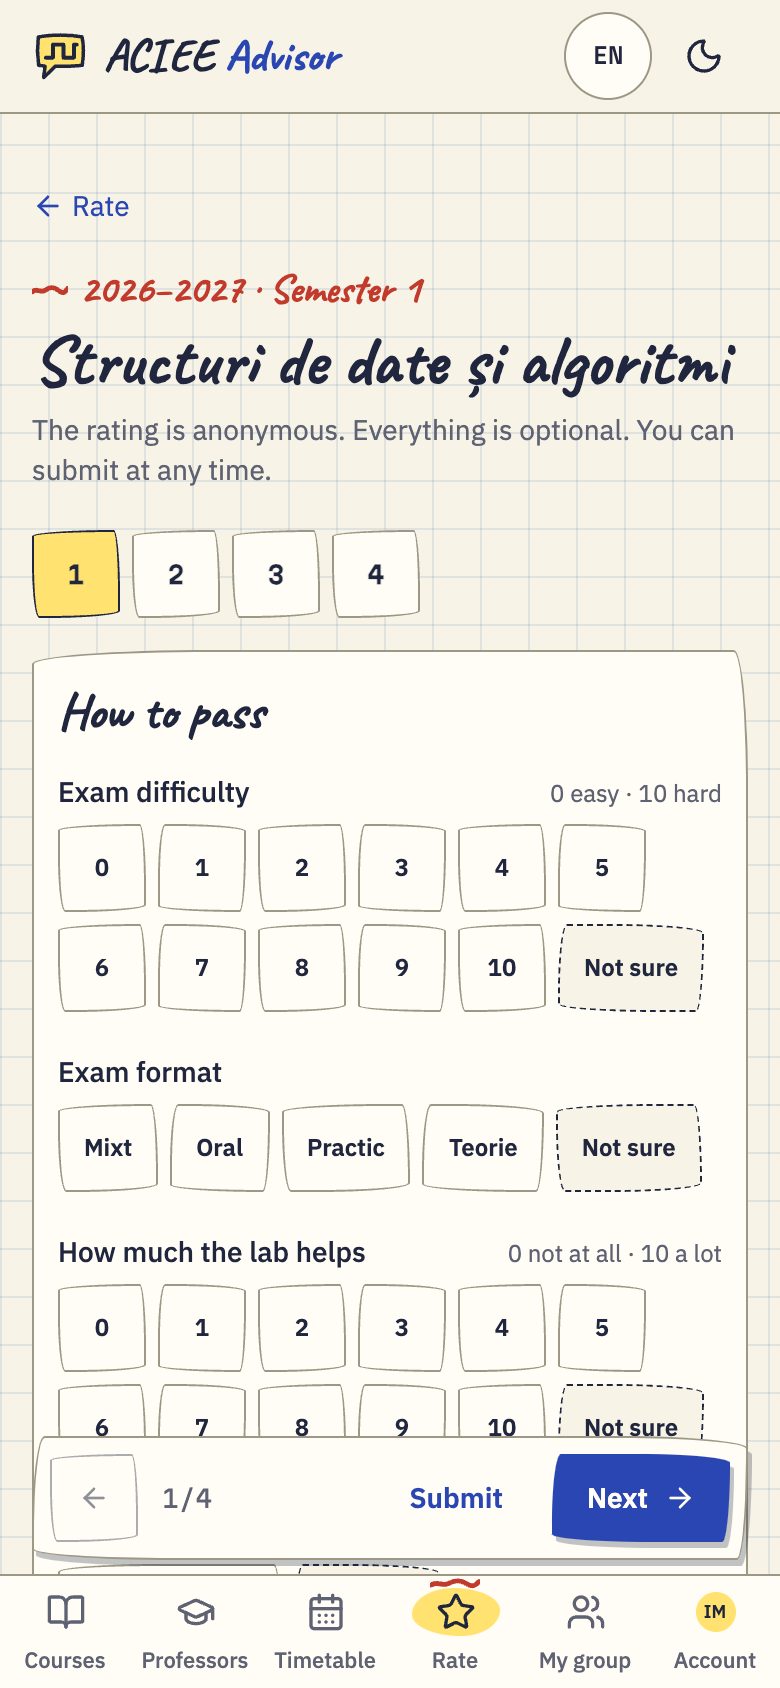 ACIEE Advisor
EN
← Rate
2026–2027 · Semester 1
Structuri de date și algoritmi
The rating is anonymous. Everything is optional. You can
submit at any time.
1 2 3 4
How to pass
Exam difficulty 0 easy · 10 hard
0 1 2 3 4 5
6 7 8 9 10 Not sure
Exam format
Mixt Oral Practic Teorie Not sure
How much the lab helps 0 not at all · 10 a lot
0 1 2 3 4 5
6 7 8 9 10 Not sure
← 1/4 Submit Next →
Courses Professors Timetable Rate My group IM Account